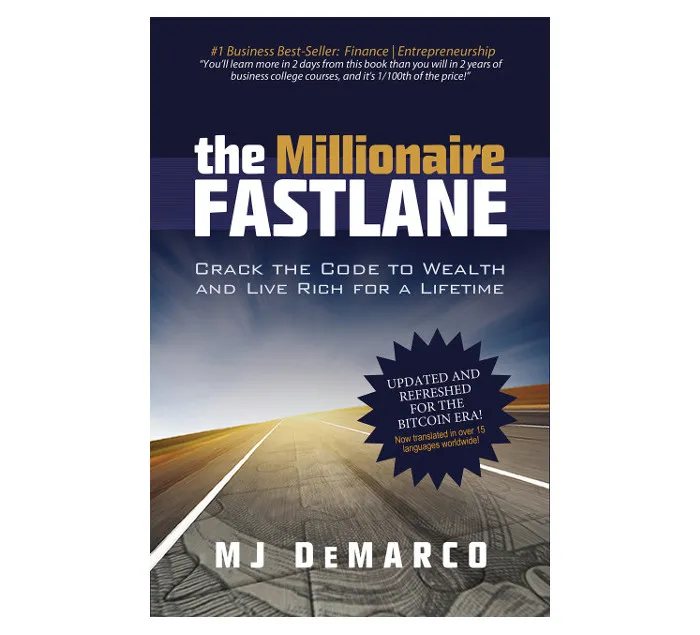 #1 Business Best-Seller: Finance | Entrepreneurship
"You'll learn more in 2 days from this book than you will in 2 years of
business college courses, and it's 1/100th of the price!"
the Millionaire
FASTLANE
Crack the Code to Wealth
and Live Rich for a Lifetime
UPDATED AND
REFRESHED
FOR THE
BITCOIN ERA!
Now translated in over 15
languages worldwide!
MJ DeMARCO